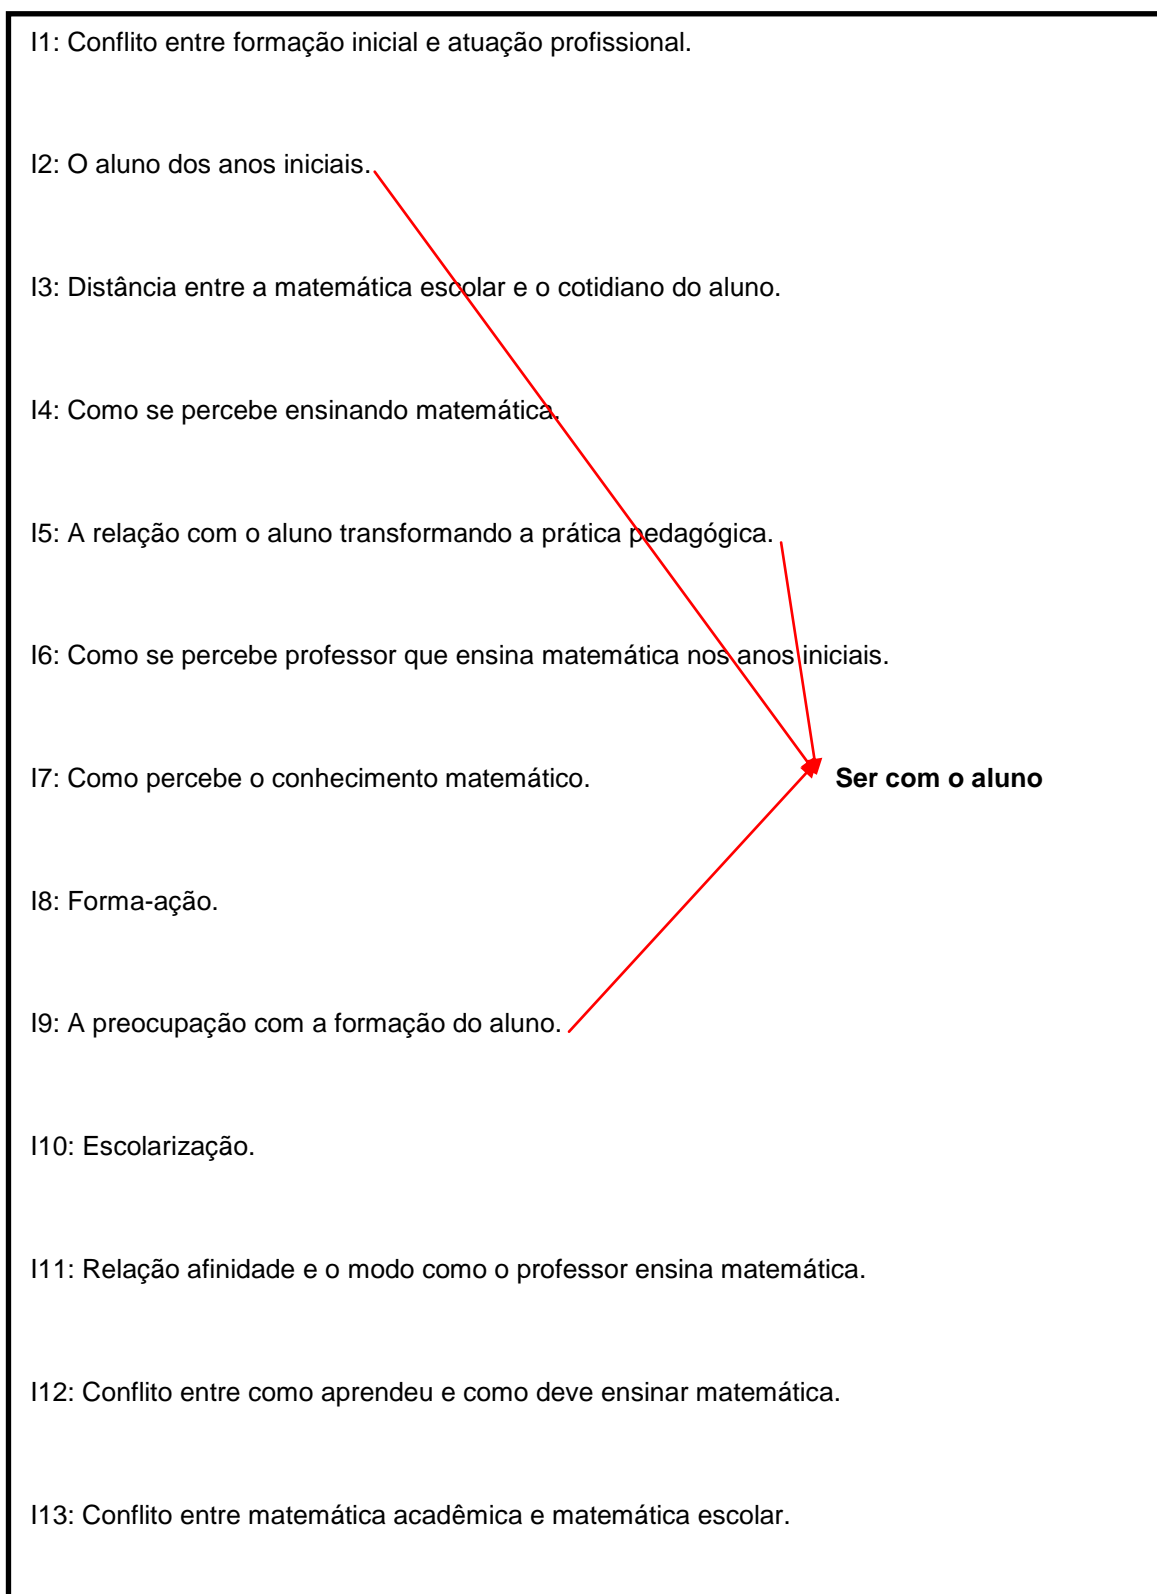 I1: Conflito entre formação inicial e atuação profissional.
I2: O aluno dos anos iniciais.
I3: Distância entre a matemática escolar e o cotidiano do aluno.
I4: Como se percebe ensinando matemática.
I5: A relação com o aluno transformando a prática pedagógica.
I6: Como se percebe professor que ensina matemática nos anos iniciais.
I7: Como percebe o conhecimento matemático. Ser com o aluno
I8: Forma-ação.
I9: A preocupação com a formação do aluno.
I10: Escolarização.
I11: Relação afinidade e o modo como o professor ensina matemática.
I12: Conflito entre como aprendeu e como deve ensinar matemática.
I13: Conflito entre matemática acadêmica e matemática escolar.